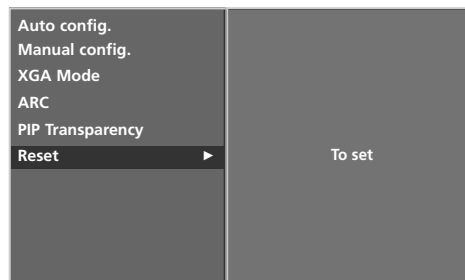 Auto config.
Manual config.
XGA Mode
ARC
PIP Transparency
Reset ►
To set